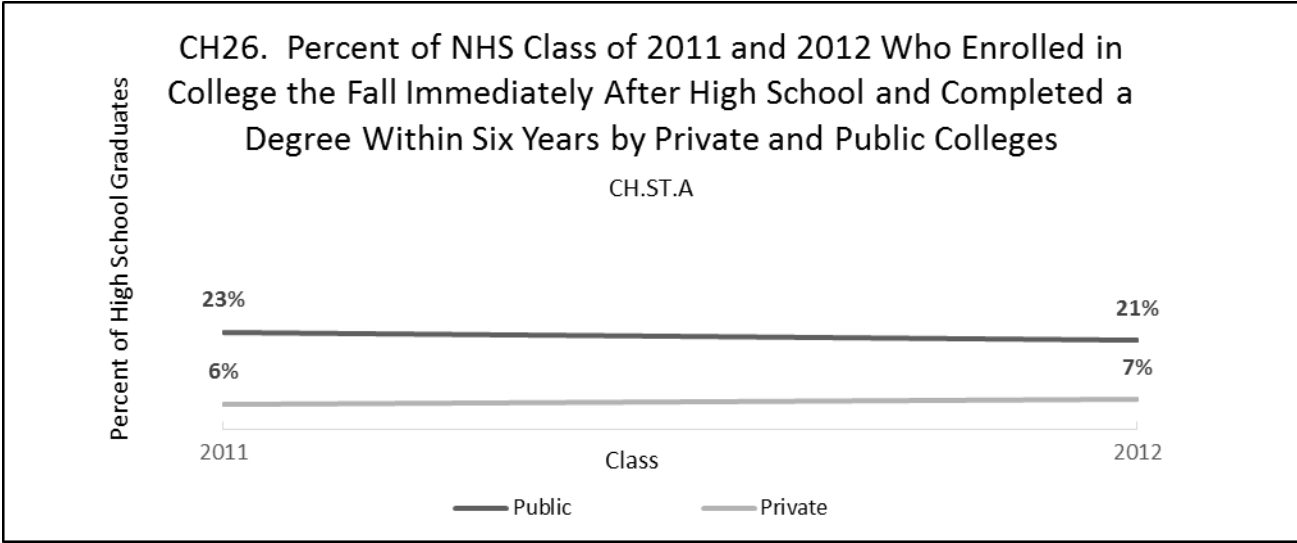 CH26. Percent of NHS Class of 2011 and 2012 Who Enrolled in
College the Fall Immediately After High School and Completed a
Degree Within Six Years by Private and Public Colleges
CH.ST.A
Percent of High School Graduates
23%
21%
6%
7%
2011
2012
Class
Public
Private